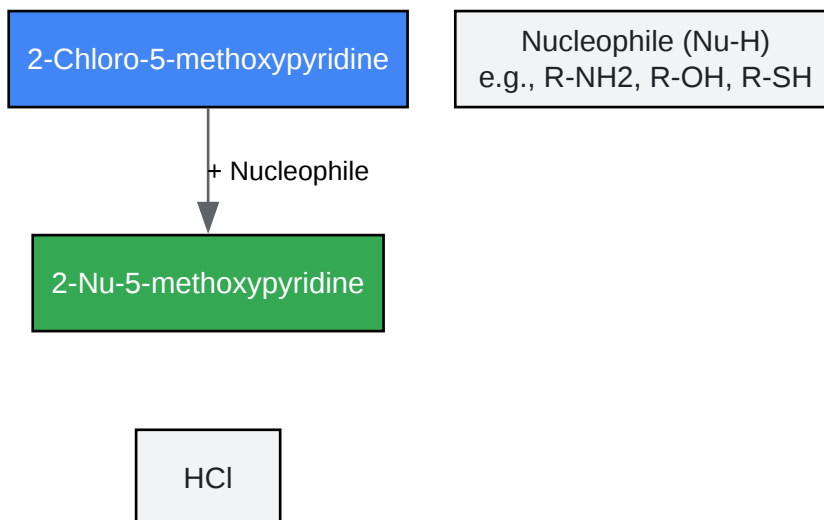 2-Chloro-5-methoxypyridine
Nucleophile (Nu-H)
e.g., R-NH2, R-OH, R-SH
+ Nucleophile
2-Nu-5-methoxypyridine
HCl